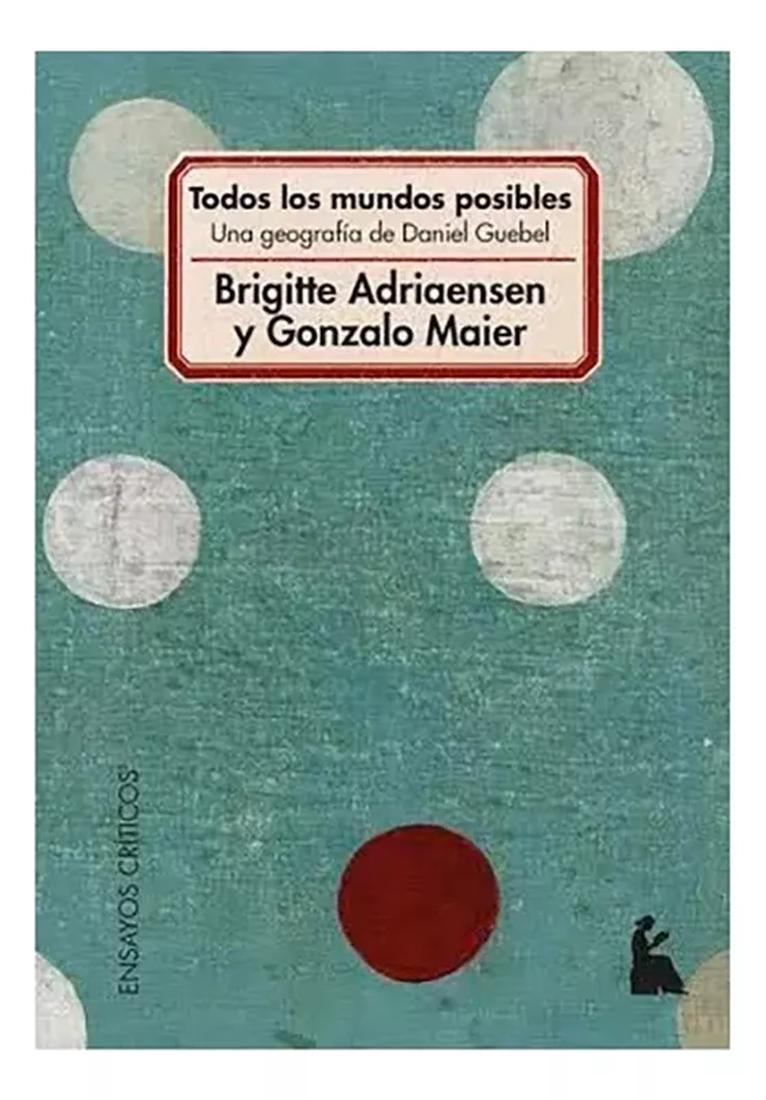 Todos los mundos posibles
Una geografía de Daniel Guebel
Brigitte Adriaensen
y Gonzalo Maier
ENSAYOS CRÍTICOS